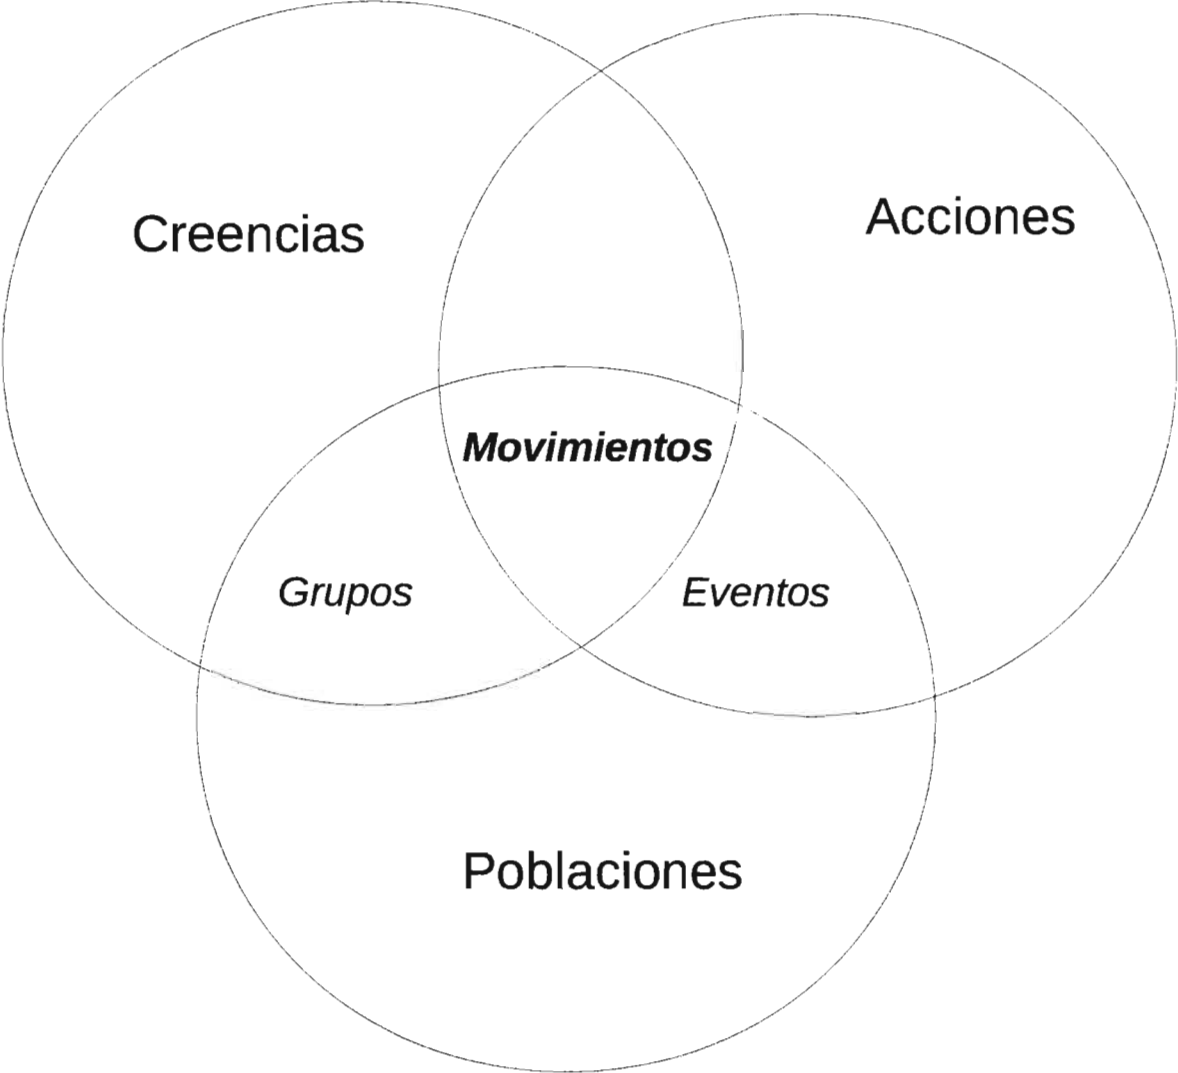 Creencias
Acciones
Movimientos
Grupos
Eventos
Poblaciones